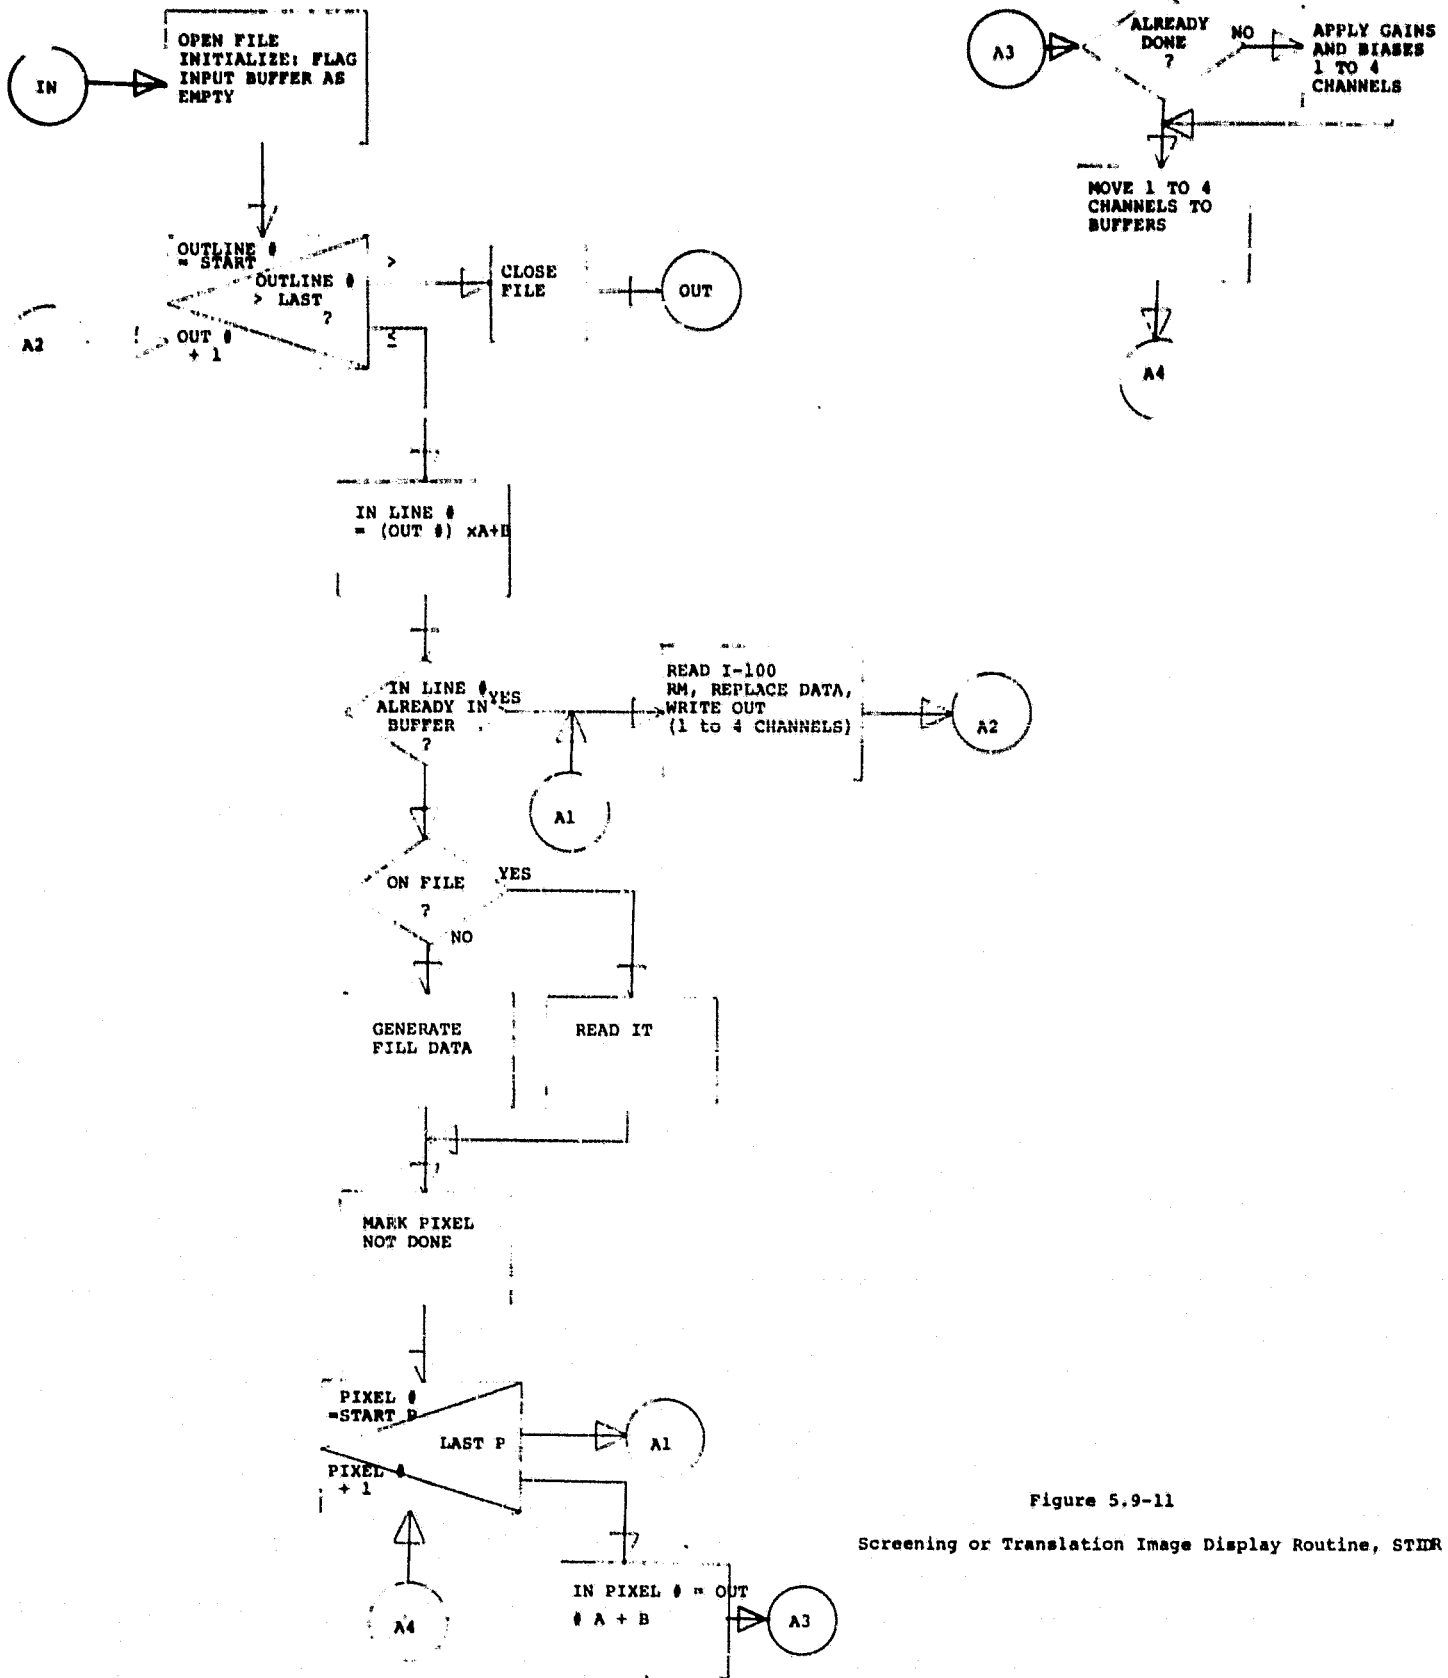 IN
OPEN FILE
INITIALIZE; FLAG
INPUT BUFFER AS
EMPTY
OUTLINE #
= START
OUTLINE #
> LAST
?
OUT #
+ 1
A2
>
≤
CLOSE
FILE
OUT
IN LINE #
= (OUT #) xA+B
IN LINE #
ALREADY IN
BUFFER
?
YES
READ I-100
RM, REPLACE DATA,
WRITE OUT
(1 to 4 CHANNELS)
A2
A1
ON FILE
?
YES
NO
GENERATE
FILL DATA
READ IT
MARK PIXEL
NOT DONE
PIXEL #
=START P
LAST P
PIXEL #
+ 1
A1
A4
IN PIXEL # = OUT
# A + B
A3
A3
ALREADY
DONE
?
NO
APPLY GAINS
AND BIASES
1 TO 4
CHANNELS
MOVE 1 TO 4
CHANNELS TO
BUFFERS
A4
Figure 5.9-11
Screening or Translation Image Display Routine, STIDR